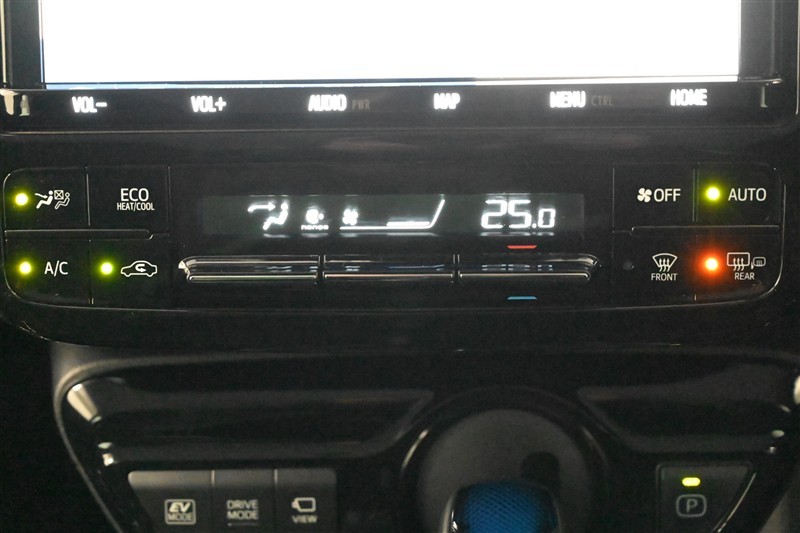 VOL− VOL+ AUDIO PWR MAP MENU CTRL HOME
ECO
HEAT/COOL
nanoe
25.0
OFF
AUTO
A/C
FRONT
REAR
EV
MODE
DRIVE
MODE
VIEW
P